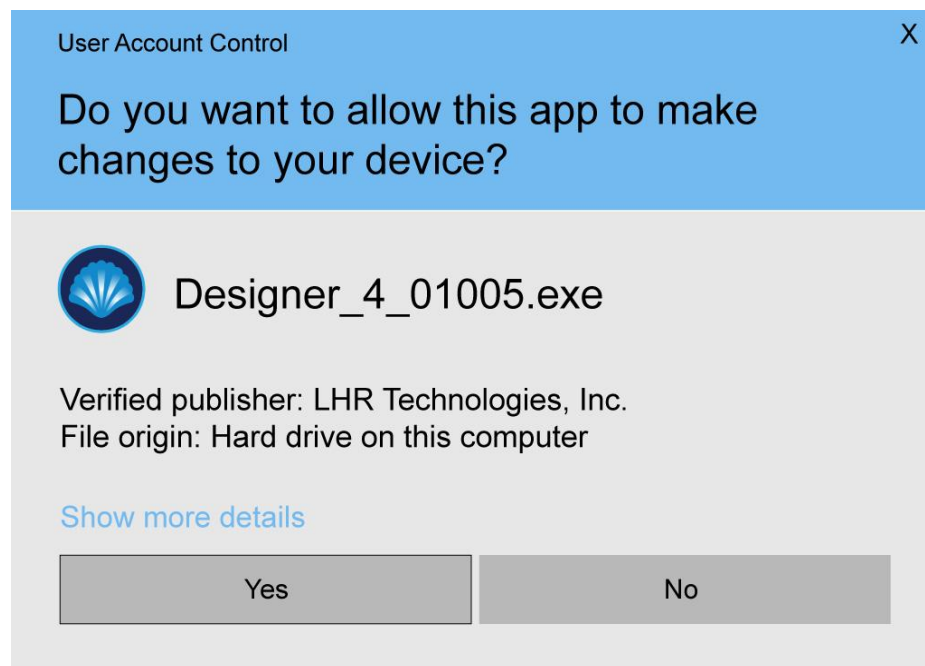 User Account Control
X
Do you want to allow this app to make
changes to your device?
Designer_4_01005.exe
Verified publisher: LHR Technologies, Inc.
File origin: Hard drive on this computer
Show more details
Yes
No